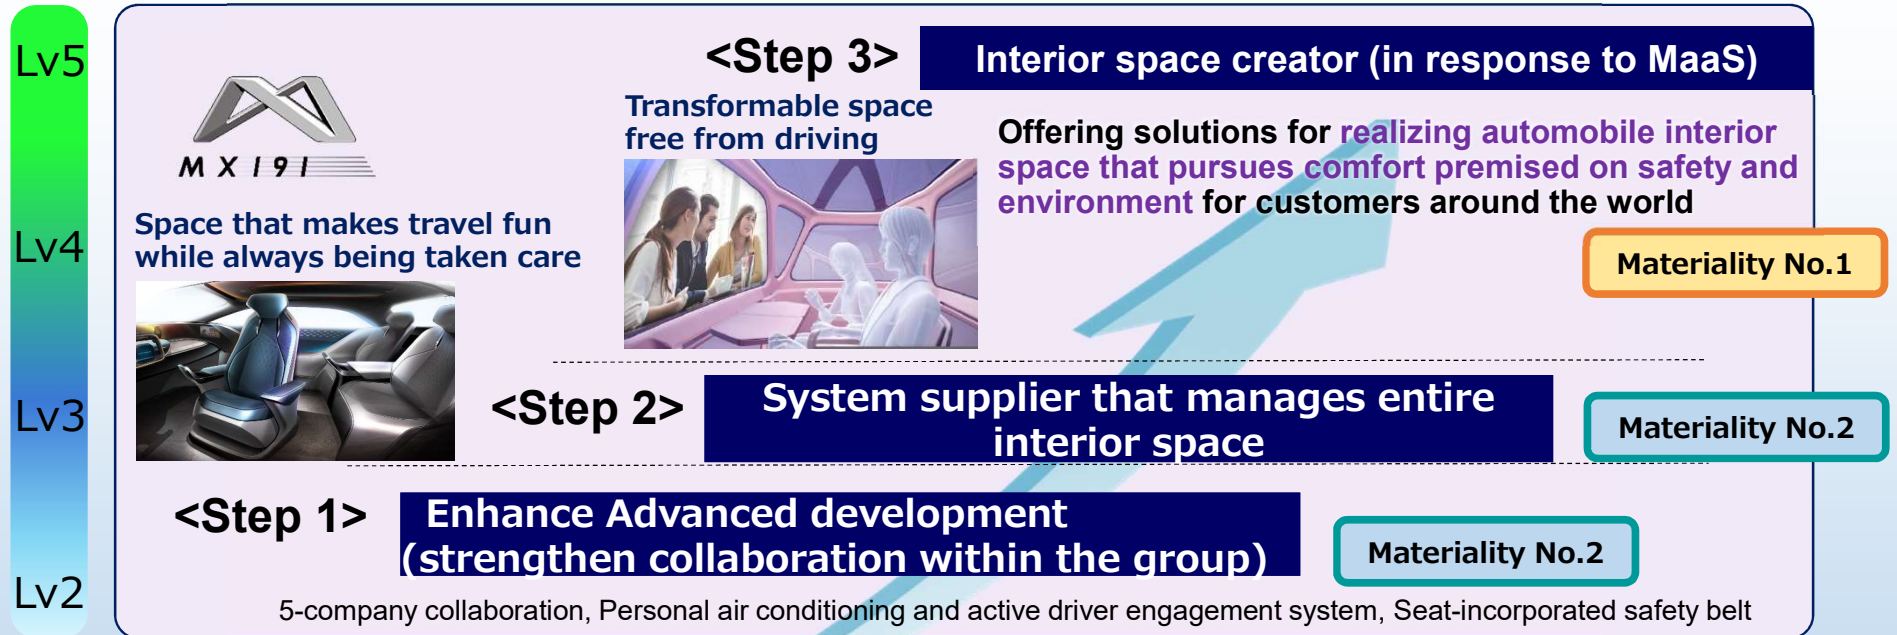 Lv5
Lv4
Lv3
Lv2
MX191
Space that makes travel fun
while always being taken care
<Step 3>
Interior space creator (in response to MaaS)
Transformable space
free from driving
Offering solutions for realizing automobile interior
space that pursues comfort premised on safety and
environment for customers around the world
Materiality No.1
<Step 2>
System supplier that manages entire
interior space
Materiality No.2
<Step 1>
Enhance Advanced development
(strengthen collaboration within the group)
Materiality No.2
5-company collaboration, Personal air conditioning and active driver engagement system, Seat-incorporated safety belt